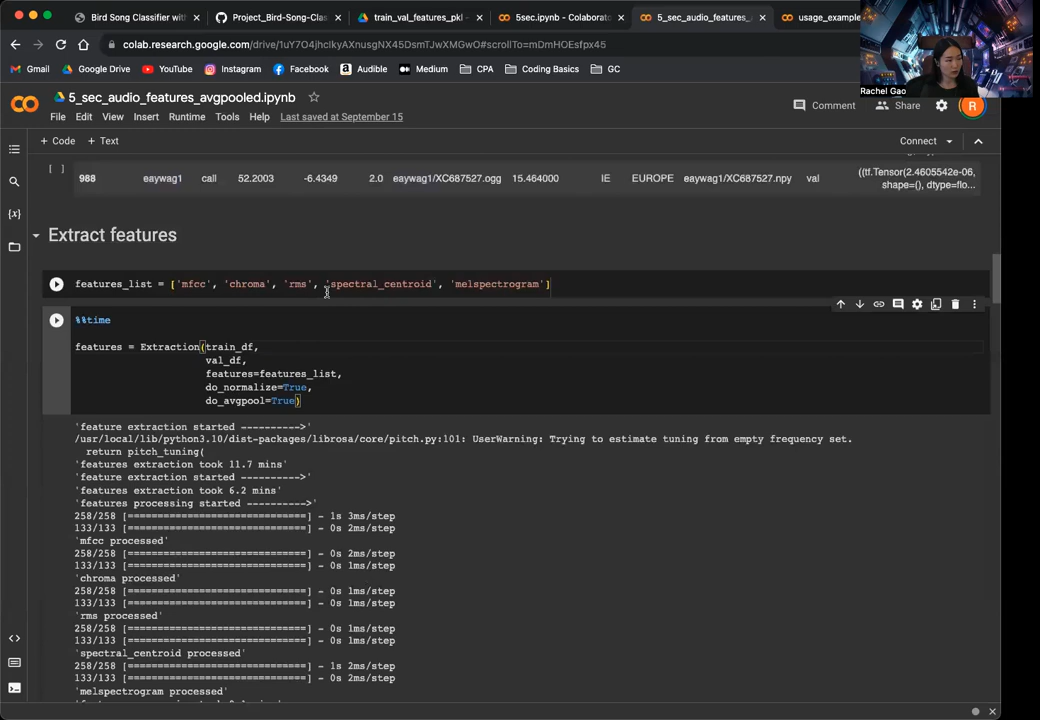 Bird Song Classifier with
Project_Bird-Song-Clas
train_val_features_pkl -
5sec.ipynb - Colaborato
5_sec_audio_features_
usage_example
colab.research.google.com/drive/1uY7O4jhcIkyAXnusgNX45DsmTJwXMGwO#scrollTo=mDmHOEsfpx45
Gmail
Google Drive
YouTube
Instagram
Facebook
Audible
Medium
CPA
Coding Basics
GC
Rachel Gao
5_sec_audio_features_avgpooled.ipynb
Comment
Share
R
File Edit View Insert Runtime Tools Help Last saved at September 15
+ Code + Text
Connect
[ ]
988 eaywag1 call 52.2003 -6.4349 2.0 eaywag1/XC687527.ogg 15.464000 IE EUROPE eaywag1/XC687527.npy val ((tf.Tensor(2.4605542e-06,
shape=(), dtype=flo...
Extract features
features_list = ['mfcc', 'chroma', 'rms', 'spectral_centroid', 'melspectrogram']
%%time
features = Extraction(train_df,
val_df,
features=features_list,
do_normalize=True,
do_avgpool=True)
'feature extraction started ---------->'
/usr/local/lib/python3.10/dist-packages/librosa/core/pitch.py:101: UserWarning: Trying to estimate tuning from empty frequency set.
return pitch_tuning(
'features extraction took 11.7 mins'
'feature extraction started ---------->'
'features extraction took 6.2 mins'
'features processing started ---------->'
258/258 [==============================] - 1s 3ms/step
133/133 [==============================] - 0s 2ms/step
'mfcc processed'
258/258 [==============================] - 0s 2ms/step
133/133 [==============================] - 0s 1ms/step
'chroma processed'
258/258 [==============================] - 0s 1ms/step
133/133 [==============================] - 0s 1ms/step
'rms processed'
258/258 [==============================] - 0s 1ms/step
133/133 [==============================] - 0s 1ms/step
'spectral_centroid processed'
258/258 [==============================] - 1s 2ms/step
133/133 [==============================] - 0s 2ms/step
'melspectrogram processed'